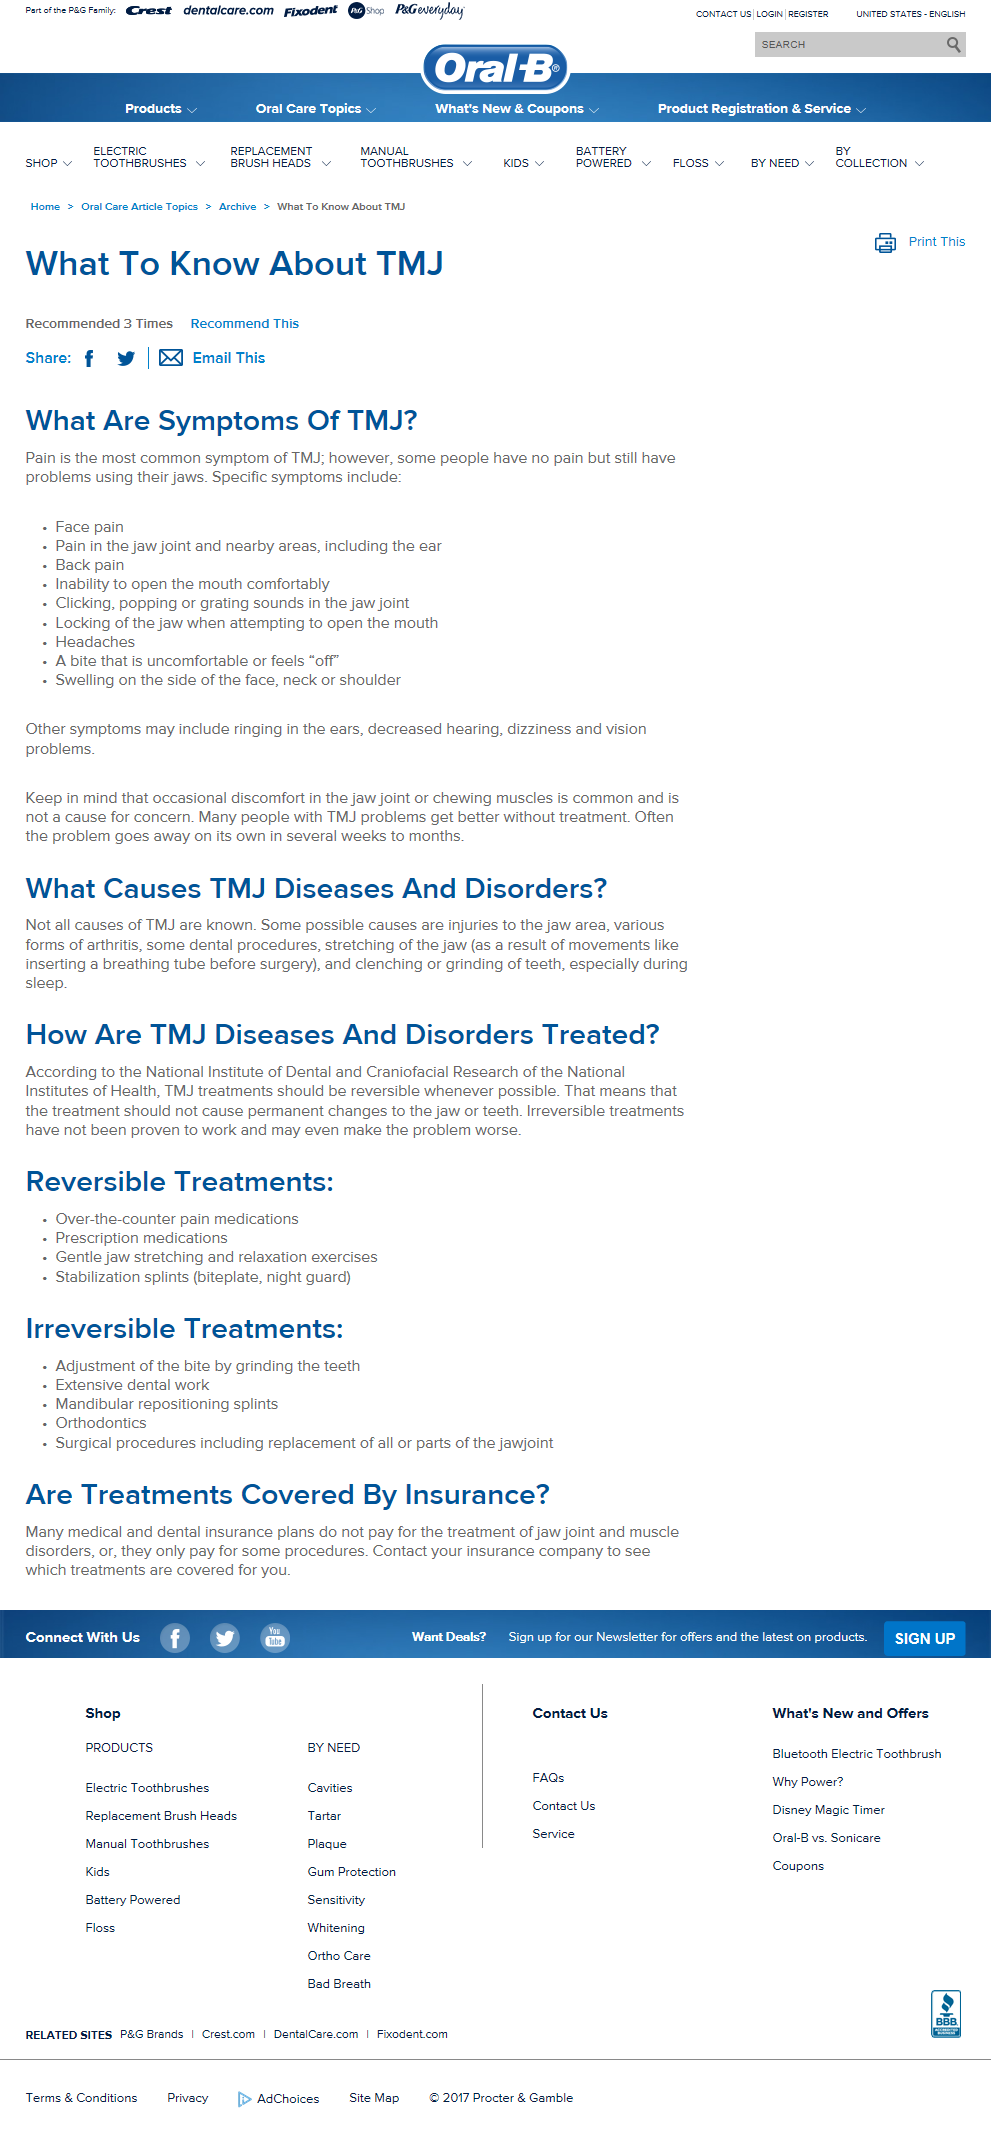 Part of the P&G Family: Crest dentalcare.com Fixodent P&G Shop P&G everyday
CONTACT US LOGIN REGISTER UNITED STATES - ENGLISH
SEARCH
Oral-B®
Products Oral Care Topics What's New & Coupons Product Registration & Service
SHOP
ELECTRIC TOOTHBRUSHES
REPLACEMENT BRUSH HEADS
MANUAL TOOTHBRUSHES
KIDS
BATTERY POWERED
FLOSS
BY NEED
BY COLLECTION
Home > Oral Care Article Topics > Archive > What To Know About TMJ
Print This
What To Know About TMJ
Recommended 3 Times Recommend This
Share: Email This
What Are Symptoms Of TMJ?
Pain is the most common symptom of TMJ; however, some people have no pain but still have
problems using their jaws. Specific symptoms include:
• Face pain
• Pain in the jaw joint and nearby areas, including the ear
• Back pain
• Inability to open the mouth comfortably
• Clicking, popping or grating sounds in the jaw joint
• Locking of the jaw when attempting to open the mouth
• Headaches
• A bite that is uncomfortable or feels “off”
• Swelling on the side of the face, neck or shoulder
Other symptoms may include ringing in the ears, decreased hearing, dizziness and vision
problems.
Keep in mind that occasional discomfort in the jaw joint or chewing muscles is common and is
not a cause for concern. Many people with TMJ problems get better without treatment. Often
the problem goes away on its own in several weeks to months.
What Causes TMJ Diseases And Disorders?
Not all causes of TMJ are known. Some possible causes are injuries to the jaw area, various
forms of arthritis, some dental procedures, stretching of the jaw (as a result of movements like
inserting a breathing tube before surgery), and clenching or grinding of teeth, especially during
sleep.
How Are TMJ Diseases And Disorders Treated?
According to the National Institute of Dental and Craniofacial Research of the National
Institutes of Health, TMJ treatments should be reversible whenever possible. That means that
the treatment should not cause permanent changes to the jaw or teeth. Irreversible treatments
have not been proven to work and may even make the problem worse.
Reversible Treatments:
• Over-the-counter pain medications
• Prescription medications
• Gentle jaw stretching and relaxation exercises
• Stabilization splints (biteplate, night guard)
Irreversible Treatments:
• Adjustment of the bite by grinding the teeth
• Extensive dental work
• Mandibular repositioning splints
• Orthodontics
• Surgical procedures including replacement of all or parts of the jawjoint
Are Treatments Covered By Insurance?
Many medical and dental insurance plans do not pay for the treatment of jaw joint and muscle
disorders, or, they only pay for some procedures. Contact your insurance company to see
which treatments are covered for you.
Connect With Us You Tube Want Deals? Sign up for our Newsletter for offers and the latest on products. SIGN UP
Shop
PRODUCTS
Electric Toothbrushes
Replacement Brush Heads
Manual Toothbrushes
Kids
Battery Powered
Floss
BY NEED
Cavities
Tartar
Plaque
Gum Protection
Sensitivity
Whitening
Ortho Care
Bad Breath
Contact Us
FAQs
Contact Us
Service
What's New and Offers
Bluetooth Electric Toothbrush
Why Power?
Disney Magic Timer
Oral-B vs. Sonicare
Coupons
BBB
ACCREDITED
BUSINESS
RELATED SITES P&G Brands | Crest.com | DentalCare.com | Fixodent.com
Terms & Conditions Privacy AdChoices Site Map © 2017 Procter & Gamble